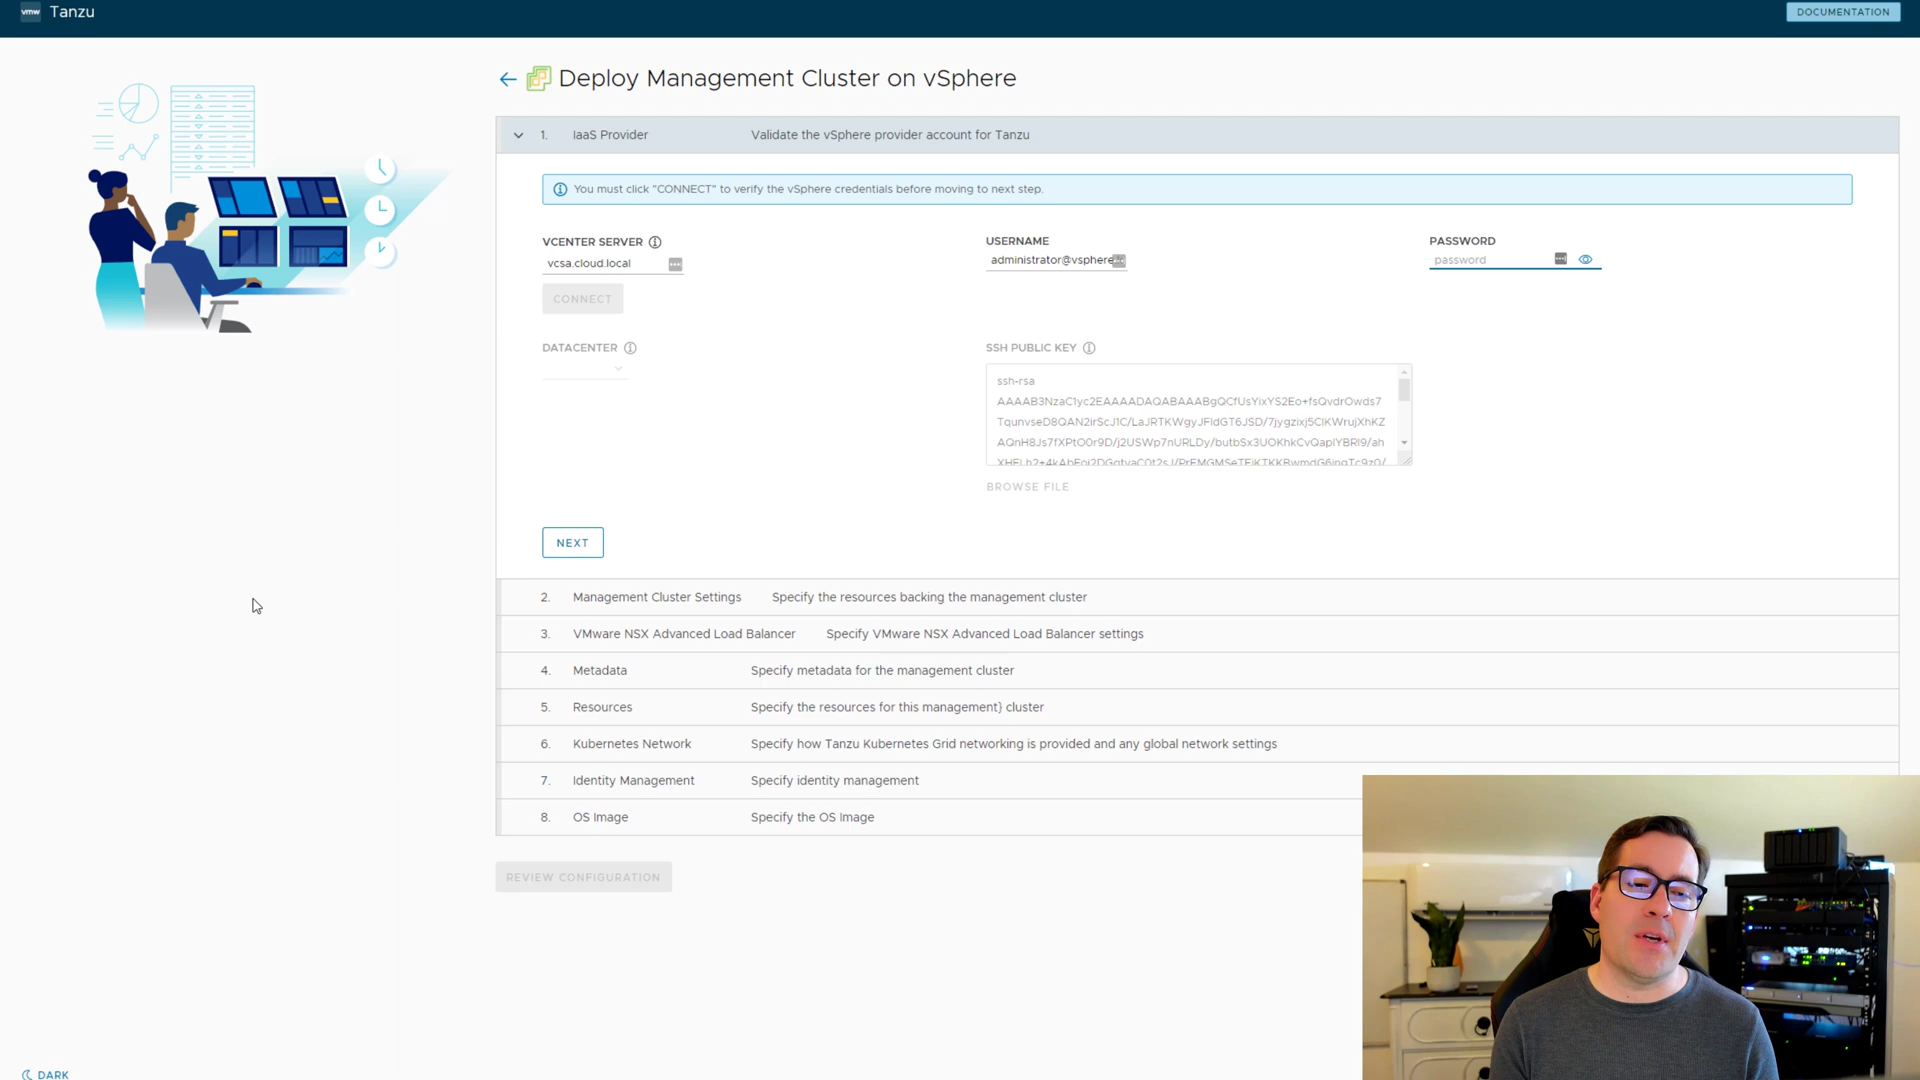 vmw Tanzu
DOCUMENTATION
Deploy Management Cluster on vSphere
1. IaaS Provider Validate the vSphere provider account for Tanzu
You must click "CONNECT" to verify the vSphere credentials before moving to next step.
VCENTER SERVER
USERNAME
PASSWORD
vcsa.cloud.local
administrator@vsphere
password
CONNECT
DATACENTER
SSH PUBLIC KEY
ssh-rsa
AAAAB3NzaC1yc2EAAAADAQABAAABgQCfUsYixYS2Eo+fsQvdrOwds7
TqunvseD8QAN2irScJ1C/LaJRTKWgyJFldGT6JSD/7jygzixj5ClKWrujXhKZ
AQnH8Js7fXPtO0r9D/j2USWp7nURLDy/butbSx3UOKhkCvQaplYBRl9/ah
BROWSE FILE
NEXT
2. Management Cluster Settings Specify the resources backing the management cluster
3. VMware NSX Advanced Load Balancer Specify VMware NSX Advanced Load Balancer settings
4. Metadata Specify metadata for the management cluster
5. Resources Specify the resources for this management} cluster
6. Kubernetes Network Specify how Tanzu Kubernetes Grid networking is provided and any global network settings
7. Identity Management Specify identity management
8. OS Image Specify the OS Image
REVIEW CONFIGURATION
DARK